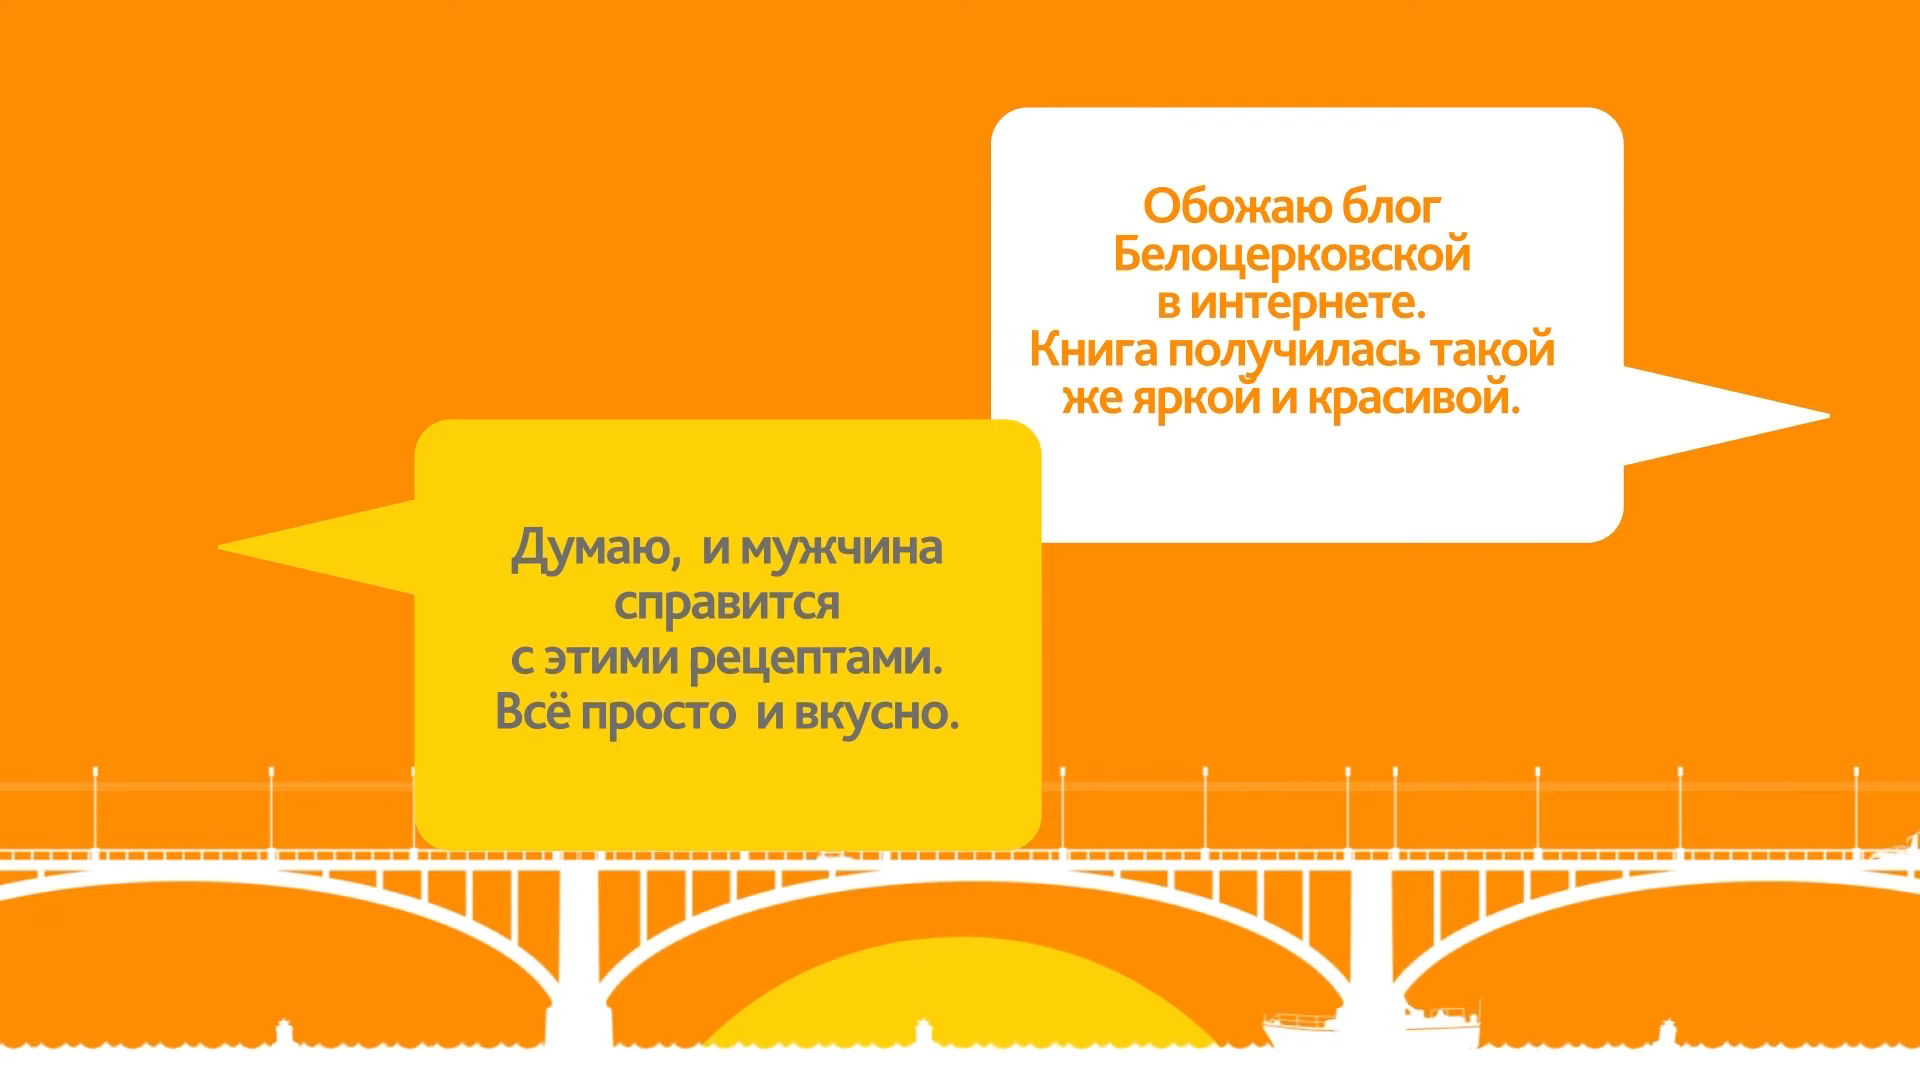 Обожаю блог
Белоцерковской
в интернете.
Книга получилась такой
же яркой и красивой.
Думаю,  и мужчина
справится
с этими рецептами.
Всё просто  и вкусно.